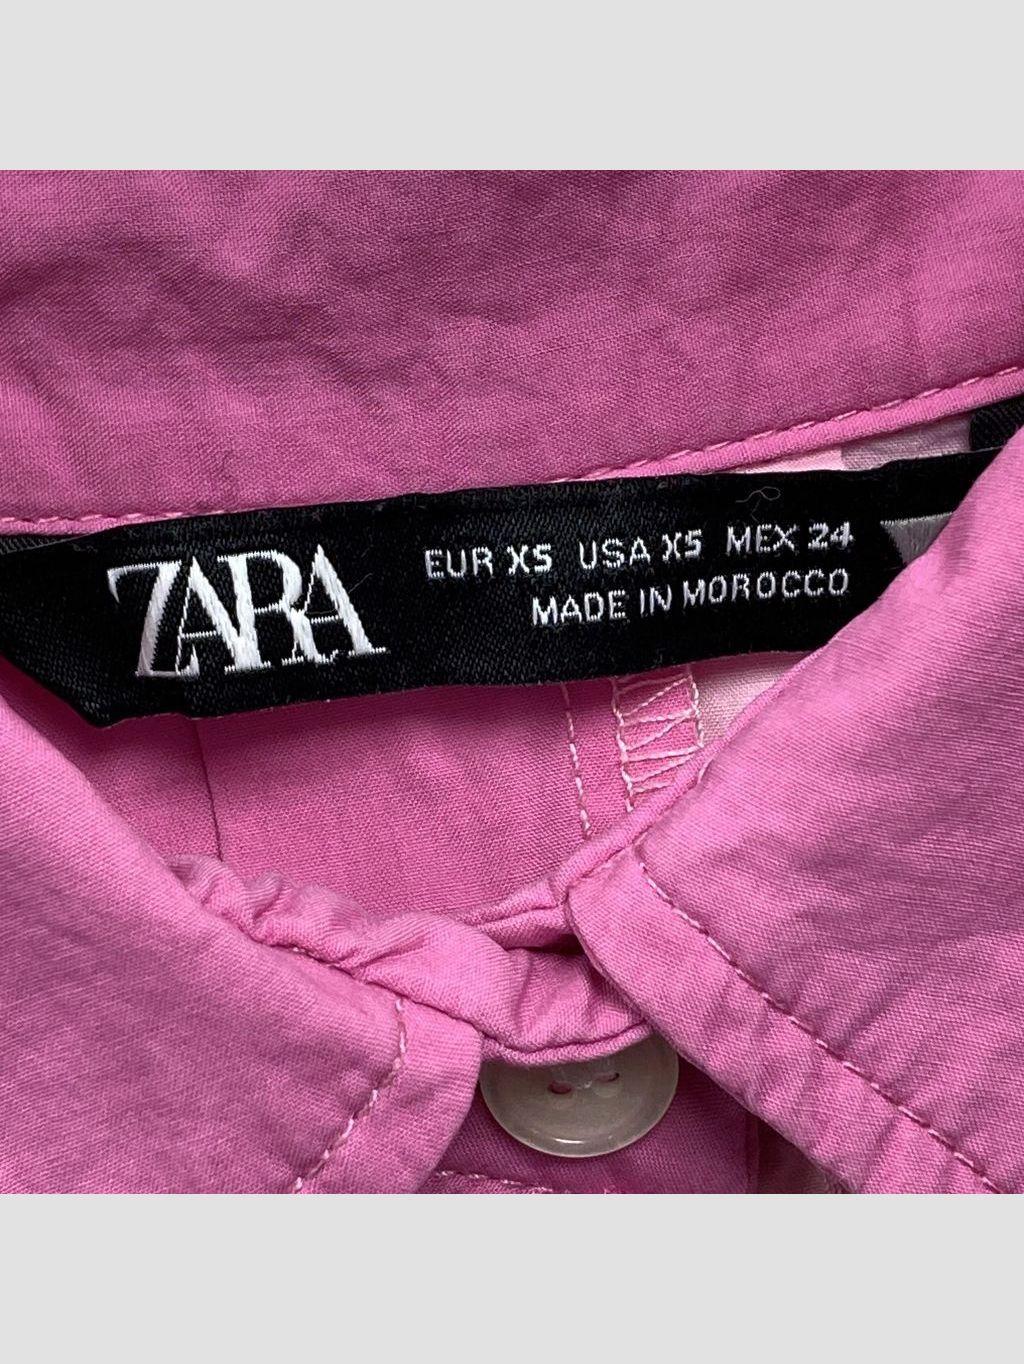 ZARA
EUR XS USA XS MEX 24
MADE IN MOROCCO